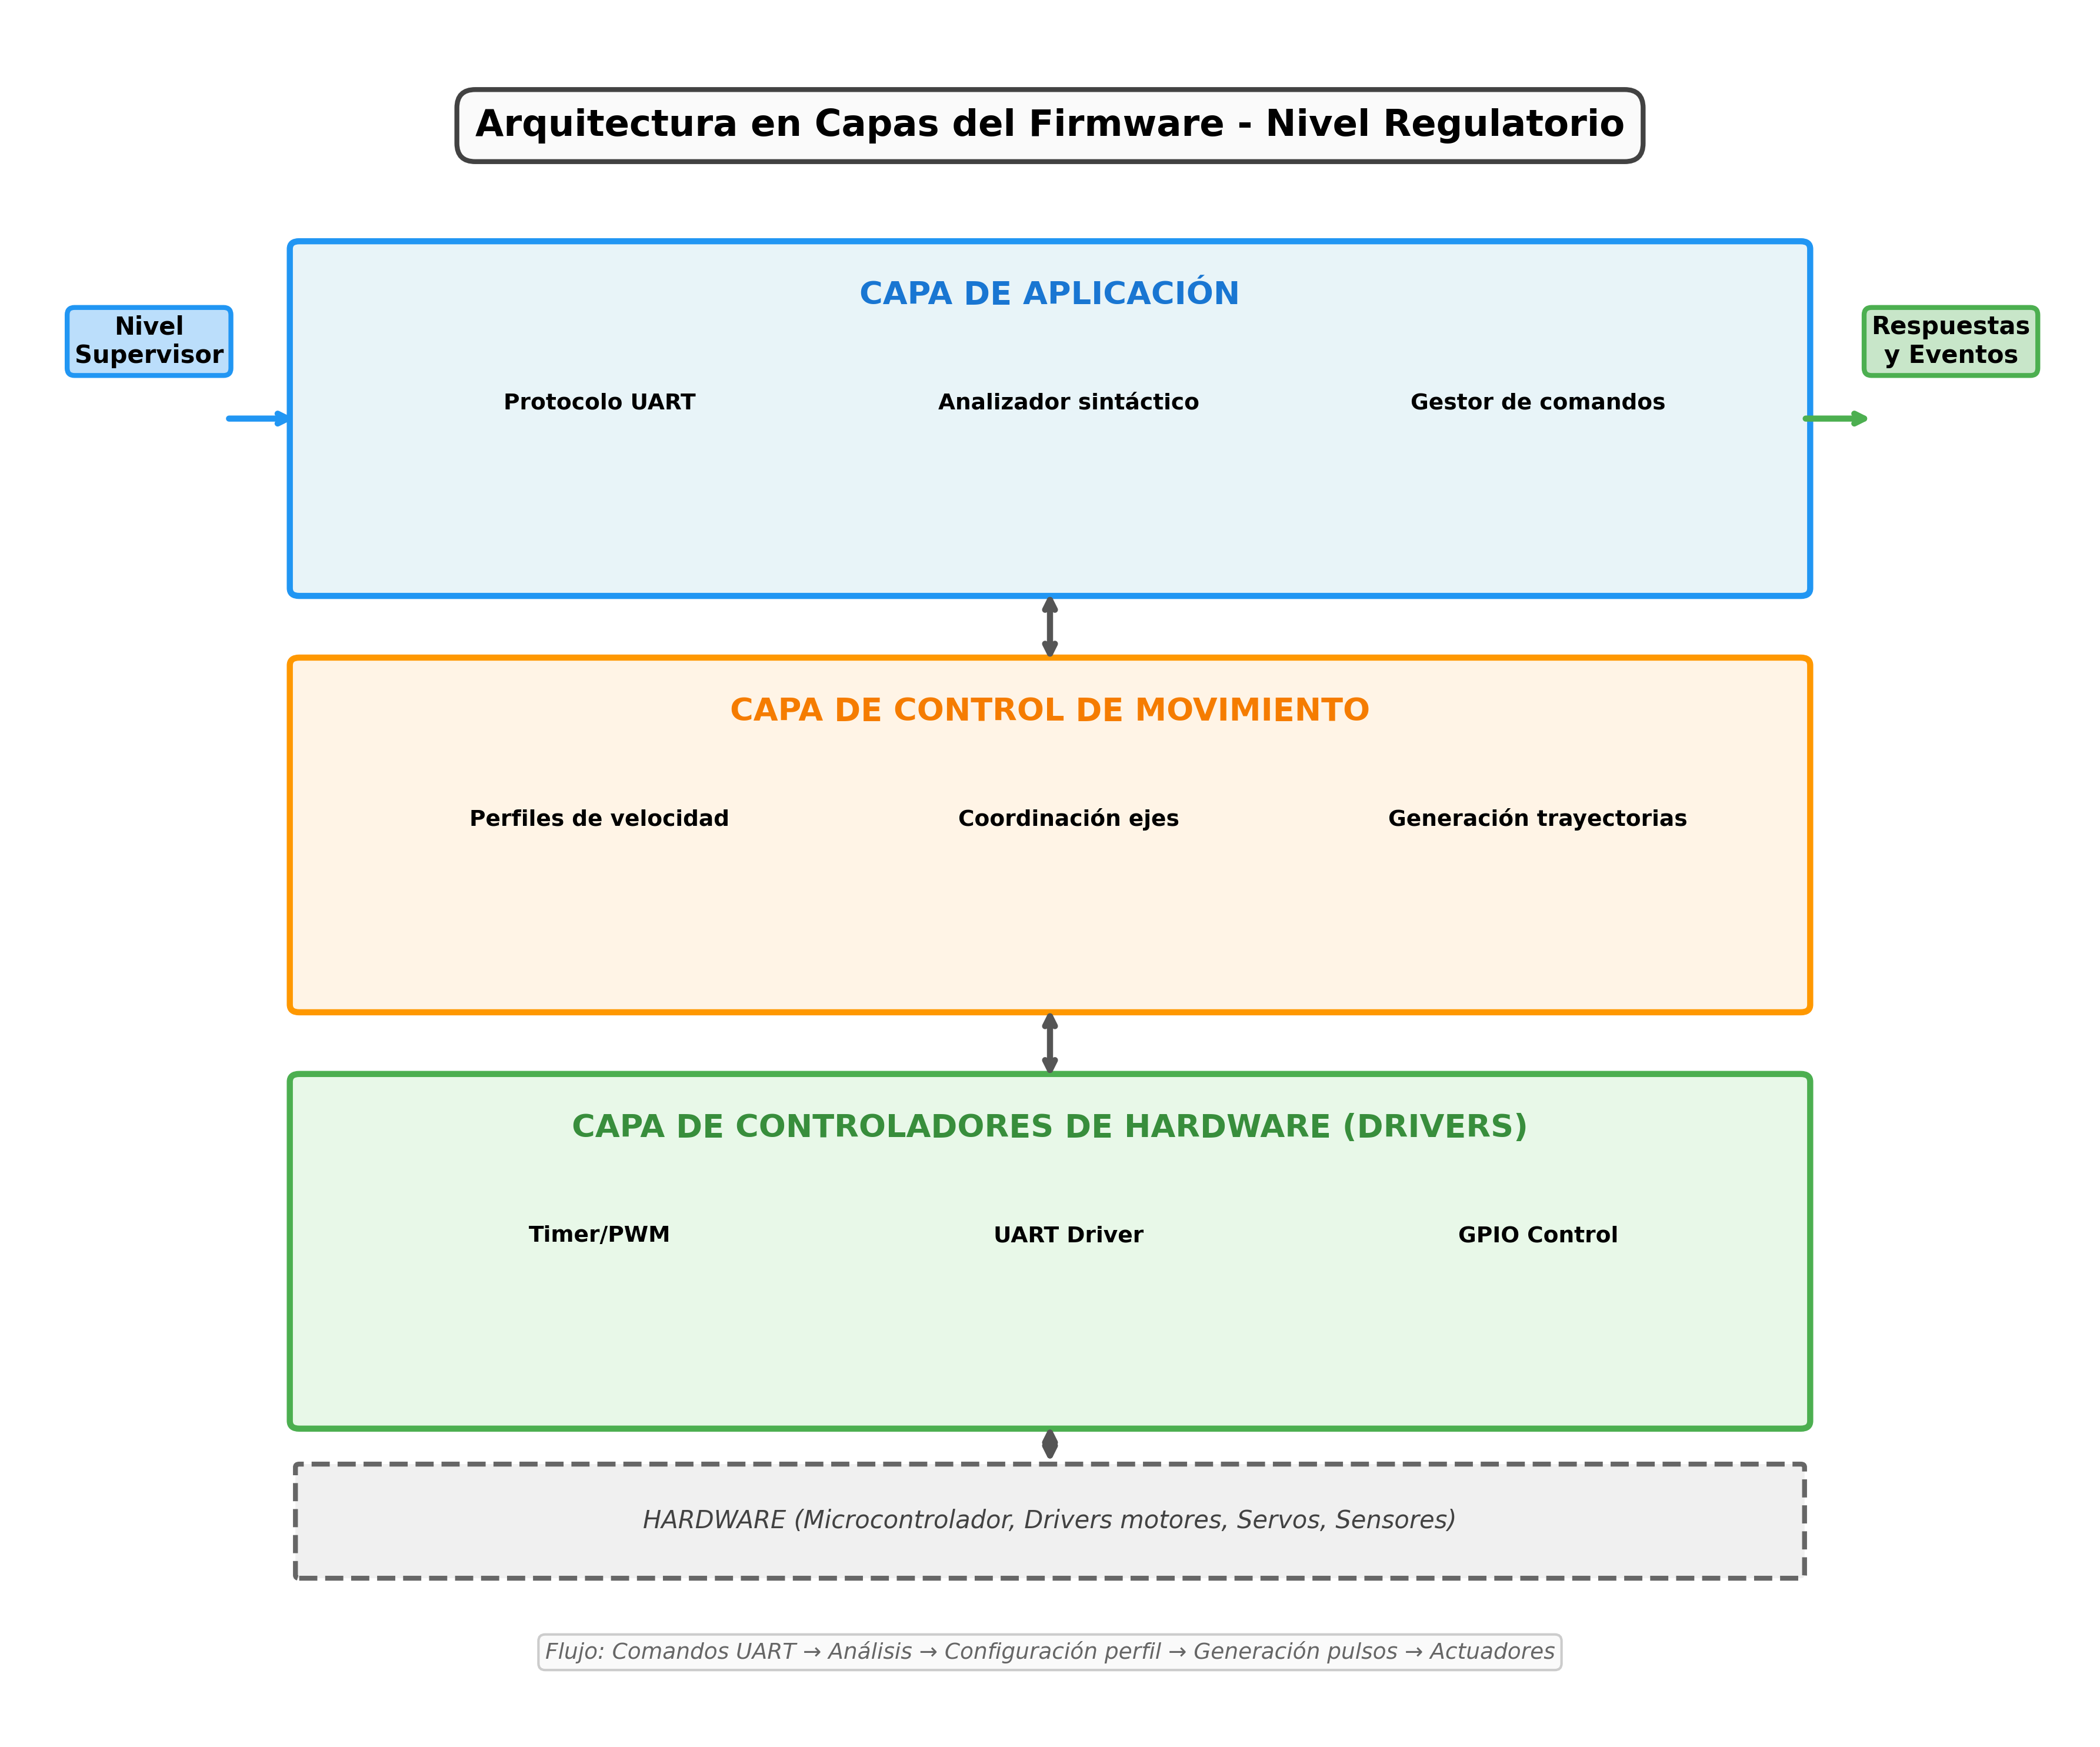 Arquitectura en Capas del Firmware - Nivel Regulatorio
CAPA DE APLICACIÓN
Nivel
Supervisor
Respuestas
y Eventos
Protocolo UART
Analizador sintáctico
Gestor de comandos
CAPA DE CONTROL DE MOVIMIENTO
Perfiles de velocidad
Coordinación ejes
Generación trayectorias
CAPA DE CONTROLADORES DE HARDWARE (DRIVERS)
Timer/PWM
UART Driver
GPIO Control
HARDWARE (Microcontrolador, Drivers motores, Servos, Sensores)
Flujo: Comandos UART → Análisis → Configuración perfil → Generación pulsos → Actuadores